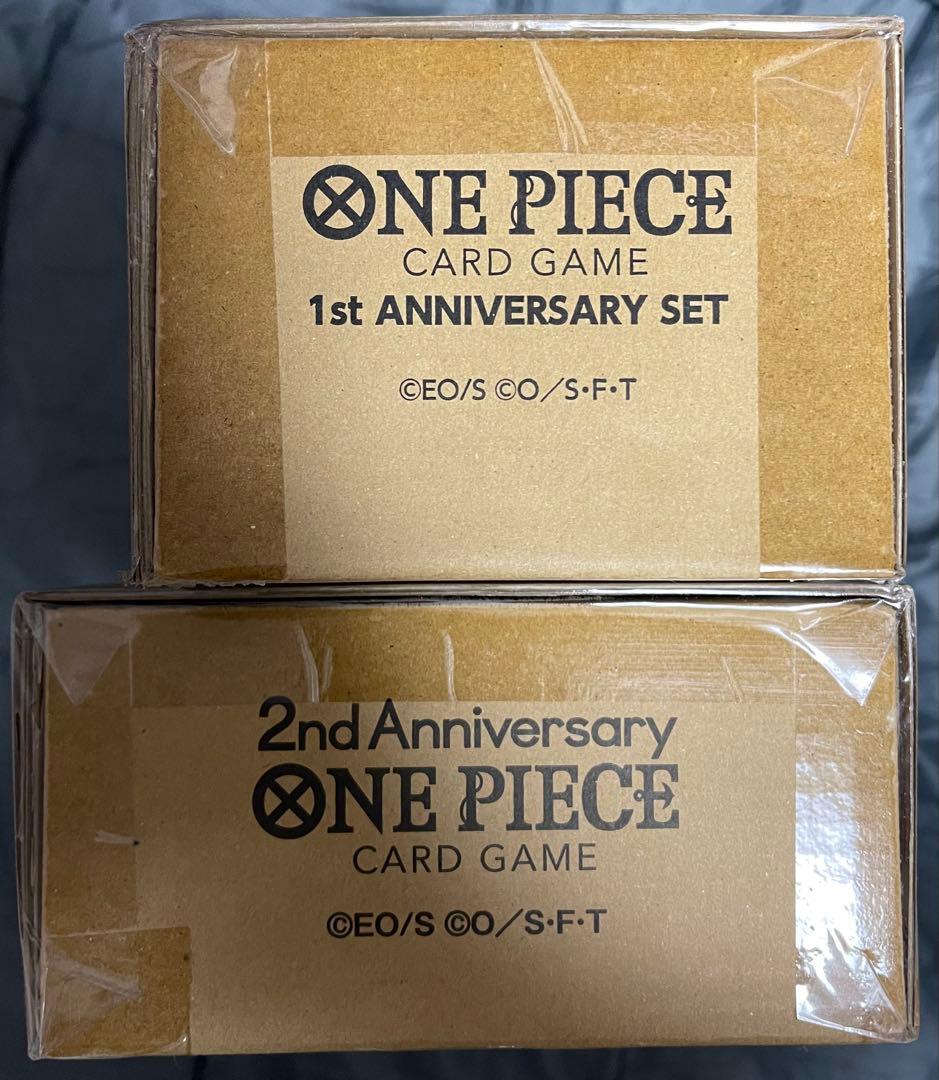 ONE PIECE
CARD GAME
1st ANNIVERSARY SET
©EO/S ©O／S・F・T
2nd Anniversary
ONE PIECE
CARD GAME
©EO/S ©O／S・F・T